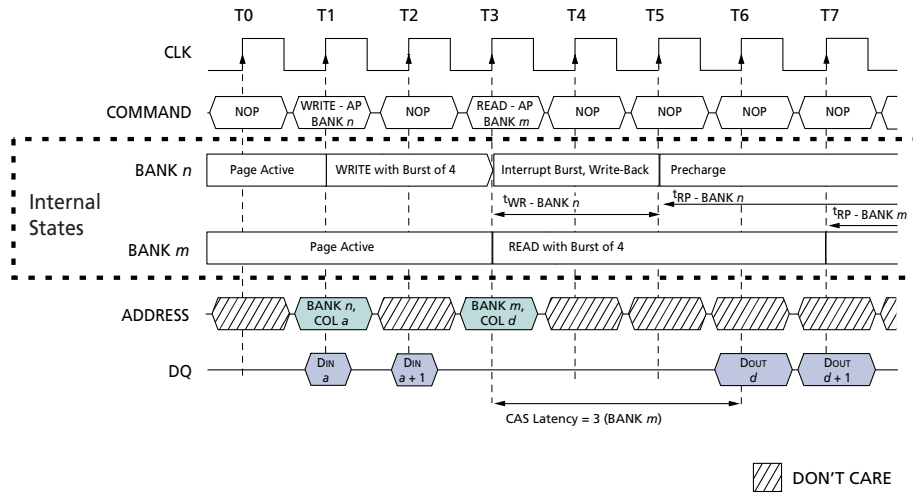 T0 T1 T2 T3 T4 T5 T6 T7
CLK
COMMAND NOP WRITE - AP BANK n NOP READ - AP BANK m NOP NOP NOP NOP
Internal States
BANK n Page Active WRITE with Burst of 4 Interrupt Burst, Write-Back Precharge
tWR - BANK n tRP - BANK n
tRP - BANK m
BANK m Page Active READ with Burst of 4
ADDRESS BANK n, COL a BANK m, COL d
DQ DIN a DIN a + 1 DOUT d DOUT d + 1
CAS Latency = 3 (BANK m)
DON'T CARE